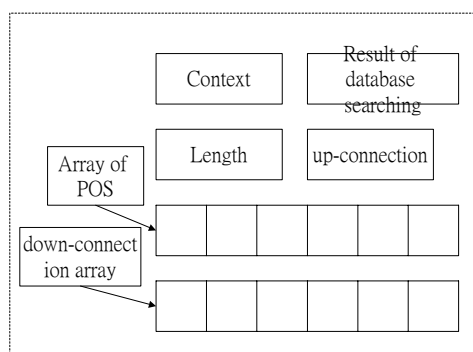 Context
Result of
database
searching
Length
up-connection
Array of
POS
down-connect
ion array